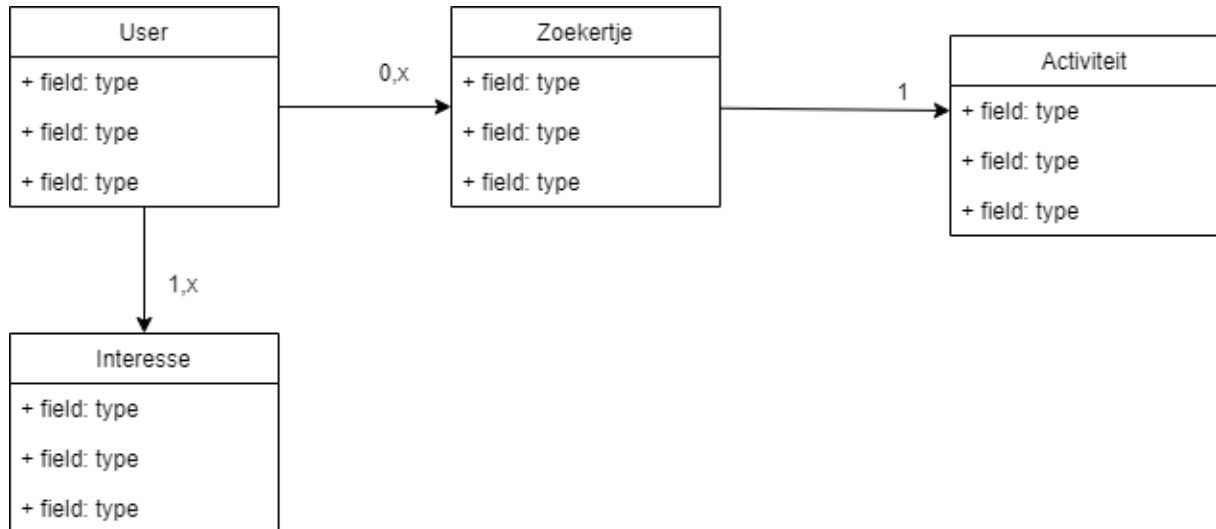 User
+ field: type
+ field: type
+ field: type
0,x
Zoekertje
+ field: type
+ field: type
+ field: type
1
Activiteit
+ field: type
+ field: type
+ field: type
1,x
Interesse
+ field: type
+ field: type
+ field: type